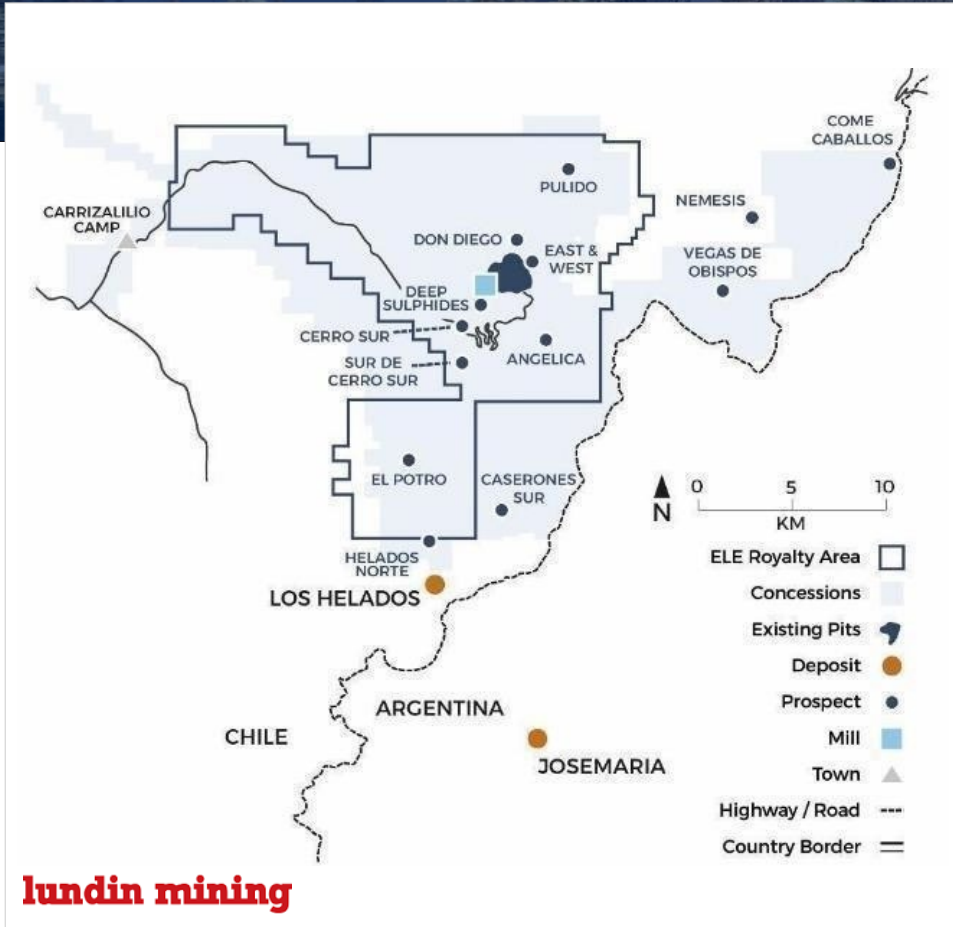 COME
CABALLOS
PULIDO
NEMESIS
CARRIZALILIO
CAMP
DON DIEGO
EAST &
WEST
VEGAS DE
OBISPOS
DEEP
SULPHIDES
CERRO SUR
ANGELICA
SUR DE
CERRO SUR
EL POTRO
CASERONES
SUR
N
0 5 10
KM
HELADOS
NORTE
LOS HELADOS
ELE Royalty Area
Concessions
Existing Pits
Deposit
Prospect
Mill
Town
Highway / Road
Country Border
ARGENTINA
CHILE
JOSEMARIA
lundin mining